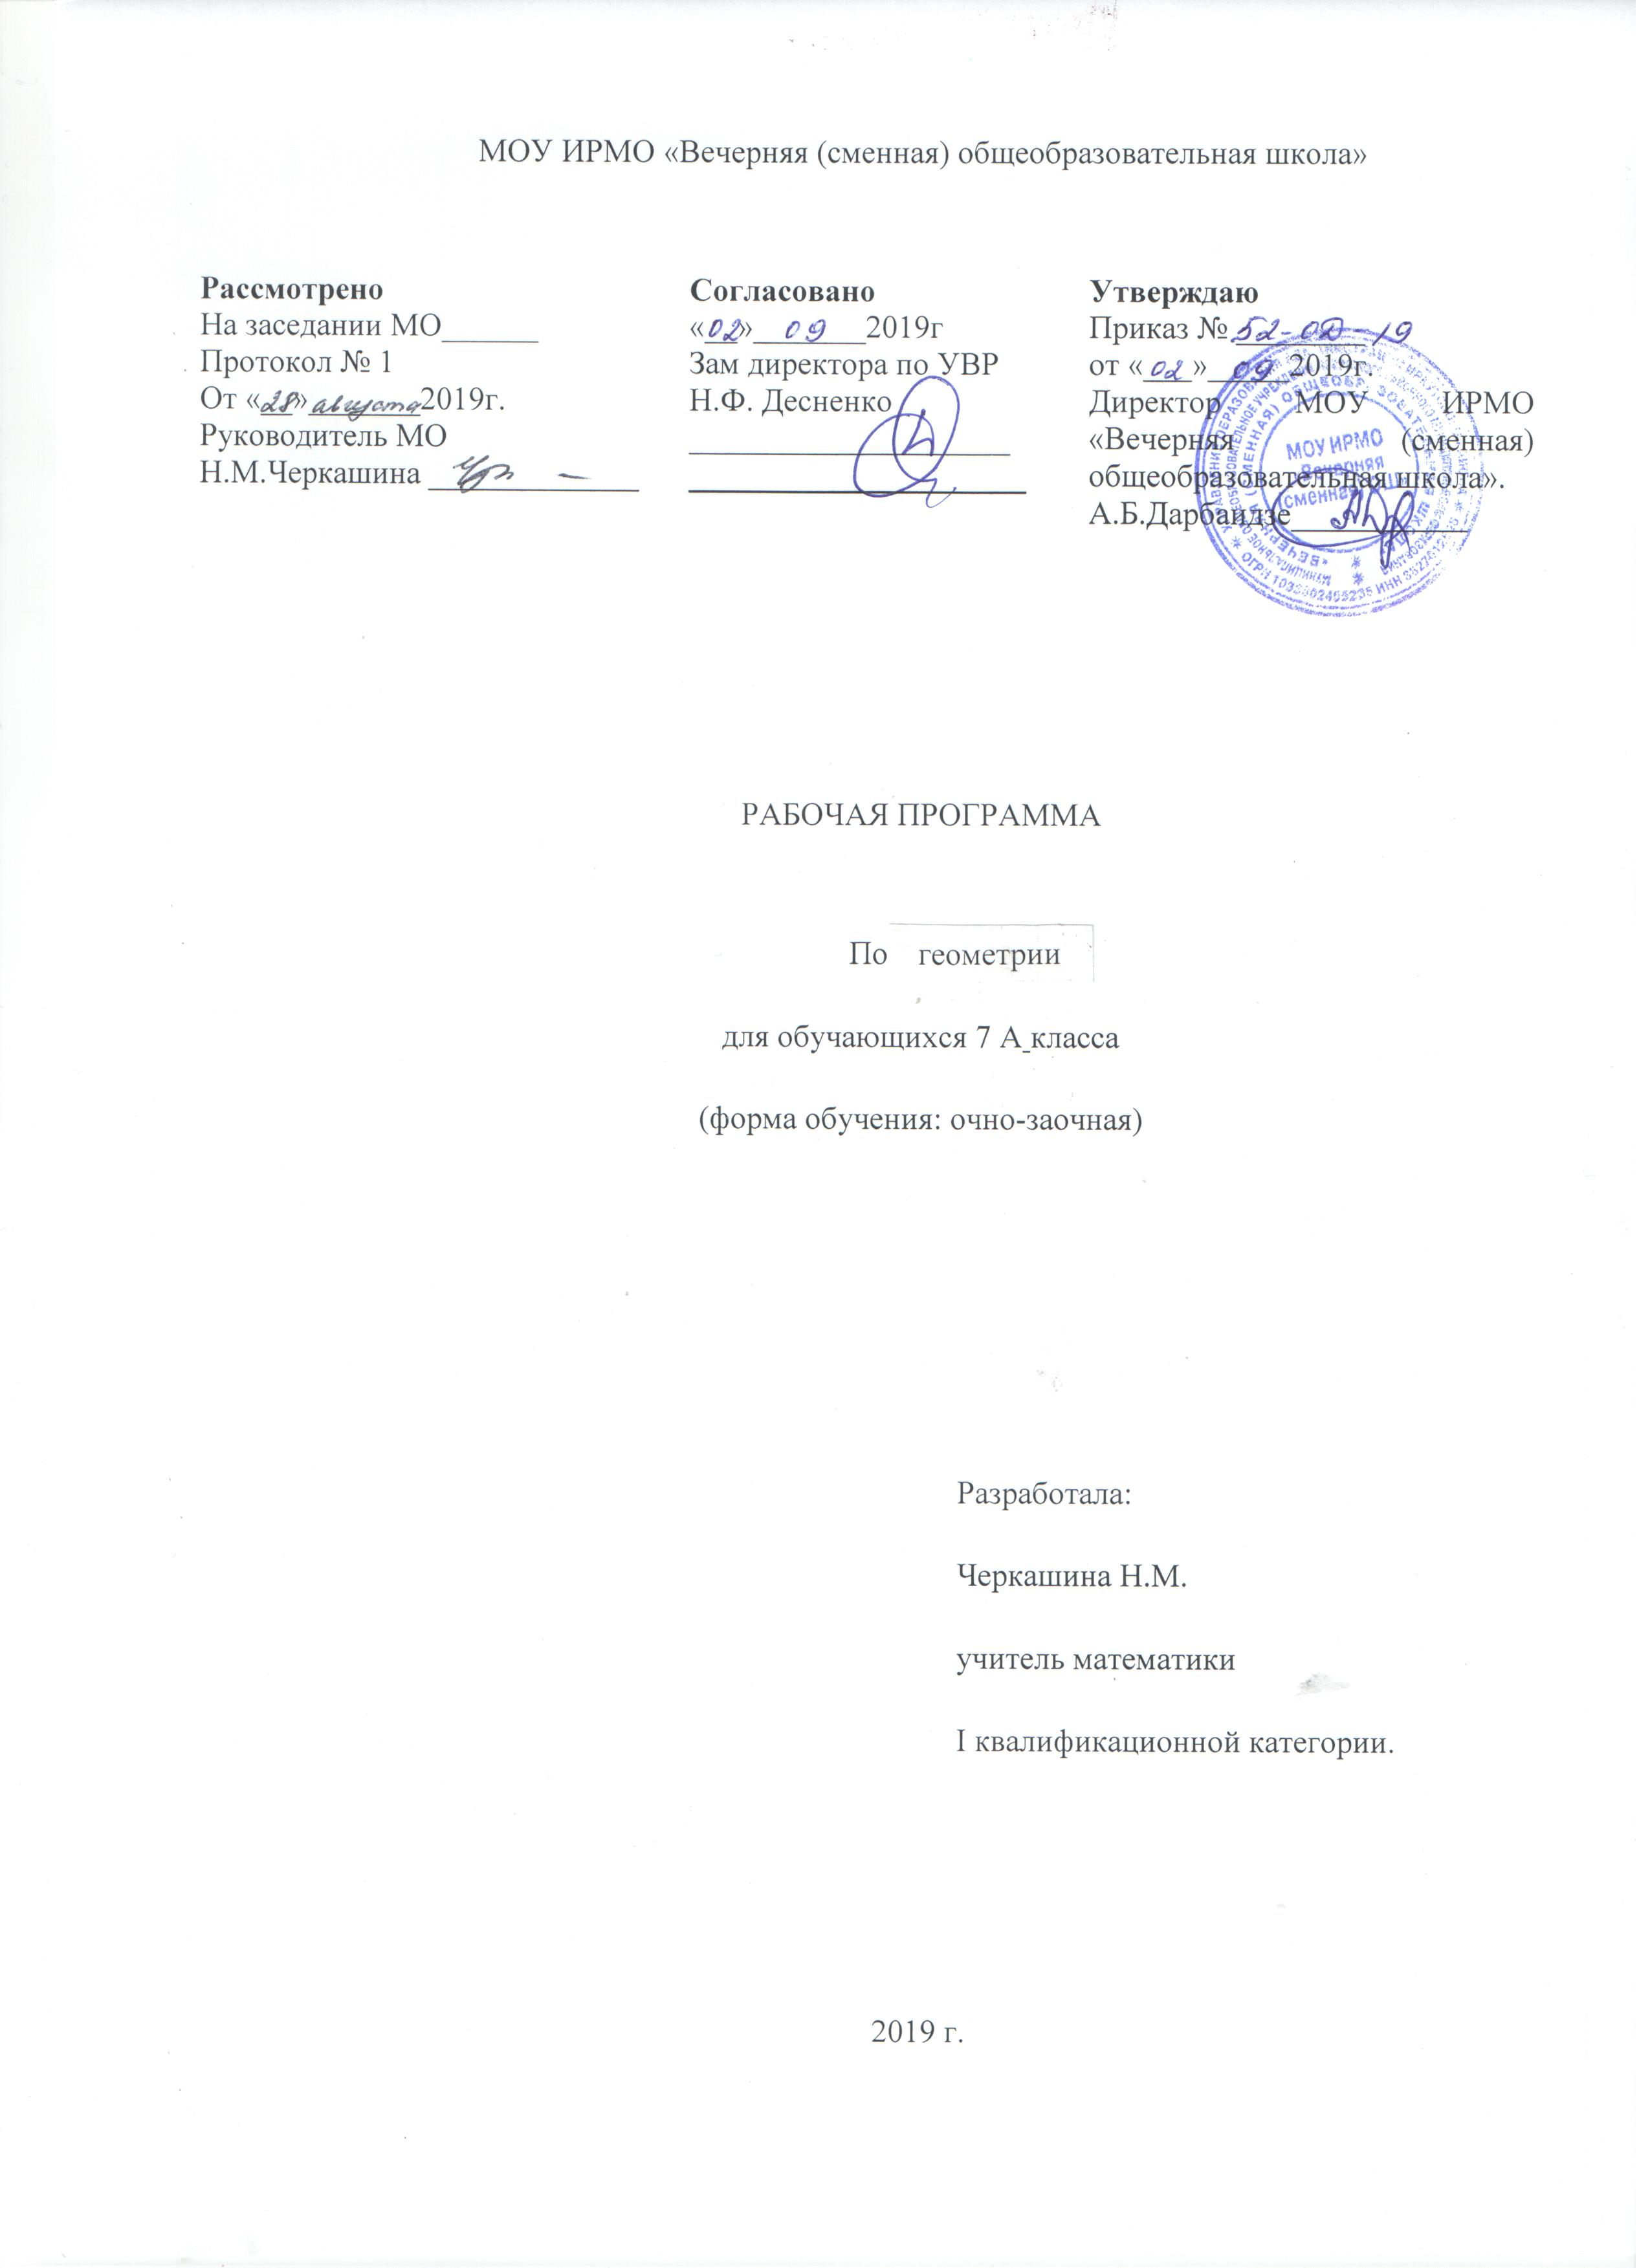 МОУ ИРМО «Вечерняя (сменная) общеобразовательная школа»
Рассмотрено
На заседании МО______
Протокол № 1
От «28» августа 2019г.
Руководитель МО
Н.М.Черкашина _____________
Согласовано
«02» 09 2019г
Зам директора по УВР
Н.Ф. Десненко
Утверждаю
Приказ № 52-ОД-19
от «02» 09 2019г.
Директор МОУ ИРМО
«Вечерняя (сменная)
общеобразовательная школа».
А.Б.Дарбаидзе___________
МОУ ИРМО
Вечерняя
(сменная)
РАБОЧАЯ ПРОГРАММА
По геометрии
для обучающихся 7 А_класса
(форма обучения: очно-заочная)
Разработала:
Черкашина Н.М.
учитель математики
I квалификационной категории.
2019 г.